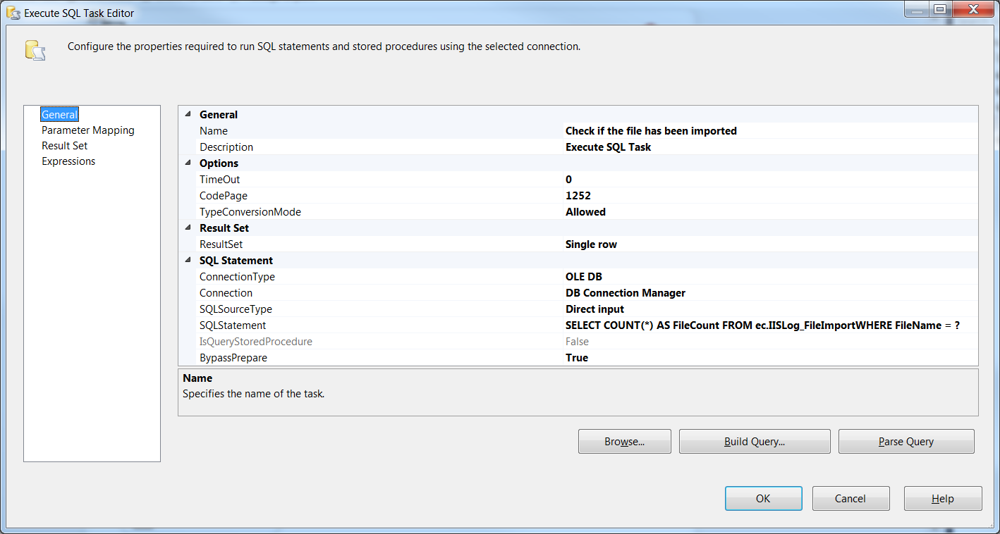 Execute SQL Task Editor
Configure the properties required to run SQL statements and stored procedures using the selected connection.
General
Parameter Mapping
Result Set
Expressions
General
Name Check if the file has been imported
Description Execute SQL Task
Options
TimeOut 0
CodePage 1252
TypeConversionMode Allowed
Result Set
ResultSet Single row
SQL Statement
ConnectionType OLE DB
Connection DB Connection Manager
SQLSourceType Direct input
SQLStatement SELECT COUNT(*) AS FileCount FROM ec.IISLog_FileImportWHERE FileName = ?
IsQueryStoredProcedure False
BypassPrepare True
Name
Specifies the name of the task.
Browse... Build Query... Parse Query
OK Cancel Help